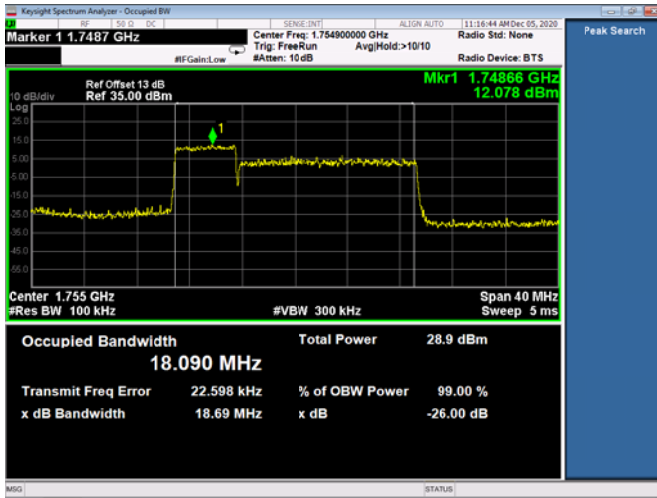 Keysight Spectrum Analyzer - Occupied BW
RF 50 Ω DC SENSE:INT ALIGN AUTO 11:16:44 AM Dec 05, 2020
Marker 1 1.7487 GHz Center Freq: 1.754900000 GHz Radio Std: None Peak Search
Trig: FreeRun Avg|Hold:>10/10
#IFGain:Low #Atten: 10dB Radio Device: BTS
Ref Offset 13 dB Mkr1 1.74866 GHz
10 dB/div Ref 35.00 dBm 12.078 dBm
Log
25.0
1
15.0
5.00
-5.00
-15.0
-25.0
-35.0
-45.0
-55.0
Center 1.755 GHz Span 40 MHz
#Res BW 100 kHz #VBW 300 kHz Sweep 5 ms
Occupied Bandwidth Total Power 28.9 dBm
18.090 MHz
Transmit Freq Error 22.598 kHz % of OBW Power 99.00 %
x dB Bandwidth 18.69 MHz x dB -26.00 dB
MSG STATUS